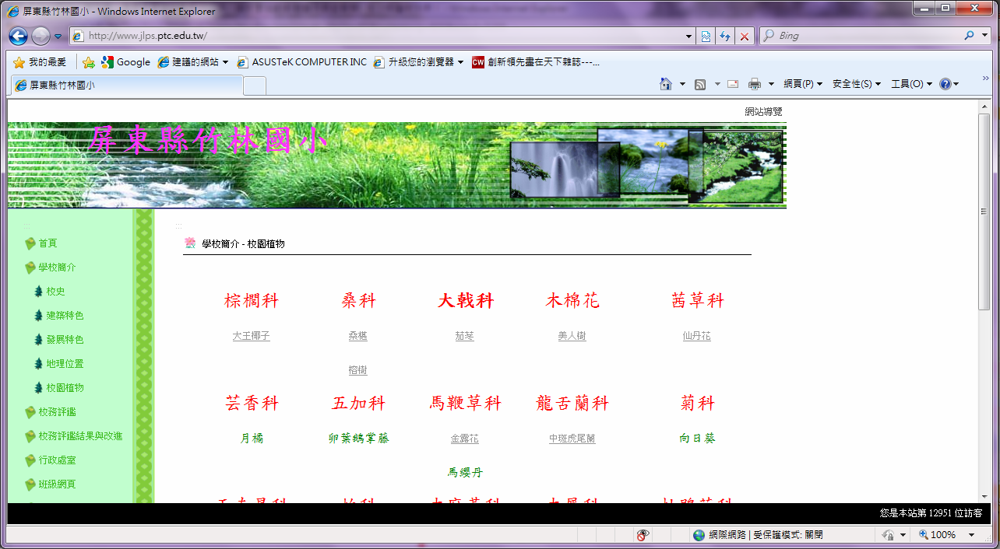 屏東縣竹林國小 - Windows Internet Explorer
http://www.jlps.ptc.edu.tw/
Bing
我的最愛 Google 建議的網站 ASUSTeK COMPUTER INC 升級您的瀏覽器 CW 創新領先盡在天下雜誌---...
屏東縣竹林國小
網頁(P) 安全性(S) 工具(O)
網站導覽
屏東縣竹林國小
:::
首頁
學校簡介
校史
建築特色
發展特色
地理位置
校園植物
校務評鑑
校務評鑑結果與改進
行政處室
班級網頁
:::
學校簡介 - 校園植物
棕櫚科 桑科 大戟科 木棉花 茜草科
大王椰子 桑椹 茄苳 美人樹 仙丹花
榕樹
芸香科 五加科 馬鞭草科 龍舌蘭科 菊科
月橘 卵葉鵝掌藤 金露花 中斑虎尾蘭 向日葵
馬纓丹
您是本站第 12951 位訪客
網際網路 | 受保護模式: 關閉
100%